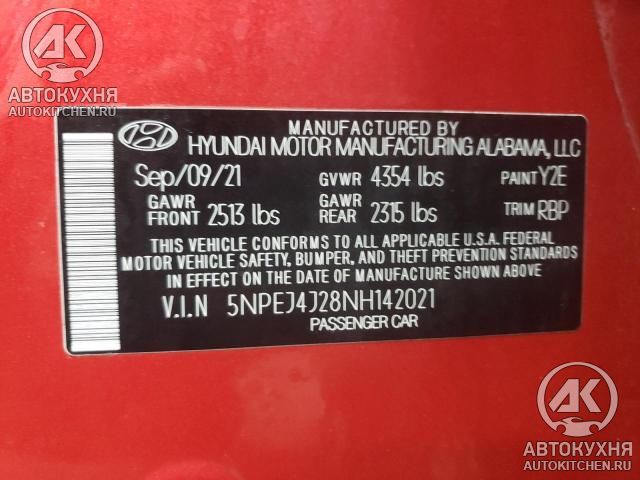 АК
АВТОКУХНЯ
AUTOKITCHEN.RU
MANUFACTURED BY
HYUNDAI MOTOR MANUFACTURING ALABAMA, LLC
Sep/09/21 GVWR 4354 lbs PAINT Y2E
GAWR FRONT 2513 lbs GAWR REAR 2315 lbs TRIM RBP
THIS VEHICLE CONFORMS TO ALL APPLICABLE U.S.A. FEDERAL
MOTOR VEHICLE SAFETY, BUMPER, AND THEFT PREVENTION STANDARDS
IN EFFECT ON THE DATE OF MANUFACTURE SHOWN ABOVE
V.I.N 5NPEJ4J28NH142021
PASSENGER CAR
АК
АВТОКУХНЯ
AUTOKITCHEN.RU